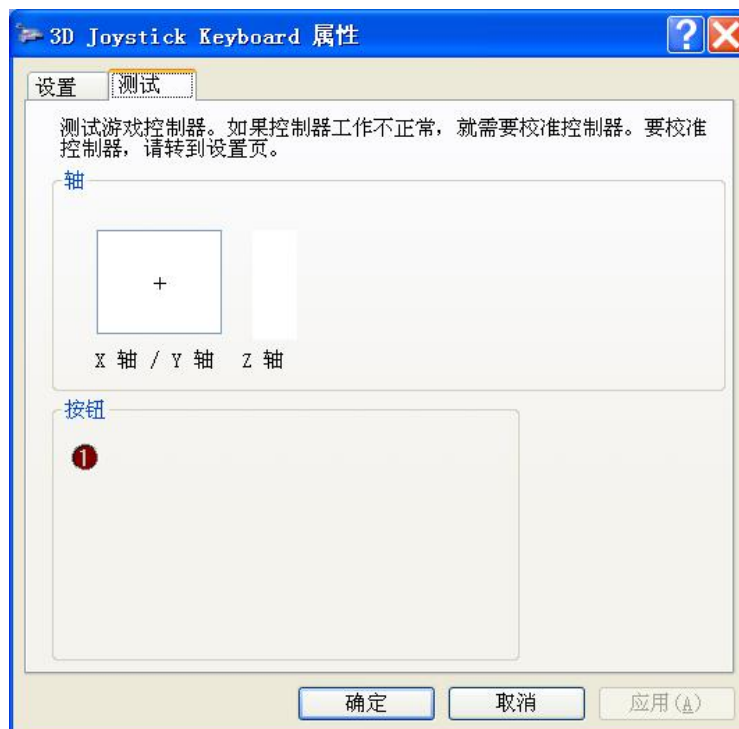 3D Joystick Keyboard 属性
设置 测试
测试游戏控制器。如果控制器工作不正常，就需要校准控制器。要校准
控制器，请转到设置页。
轴
X 轴 / Y 轴 Z 轴
按钮
1
确定 取消 应用(A)